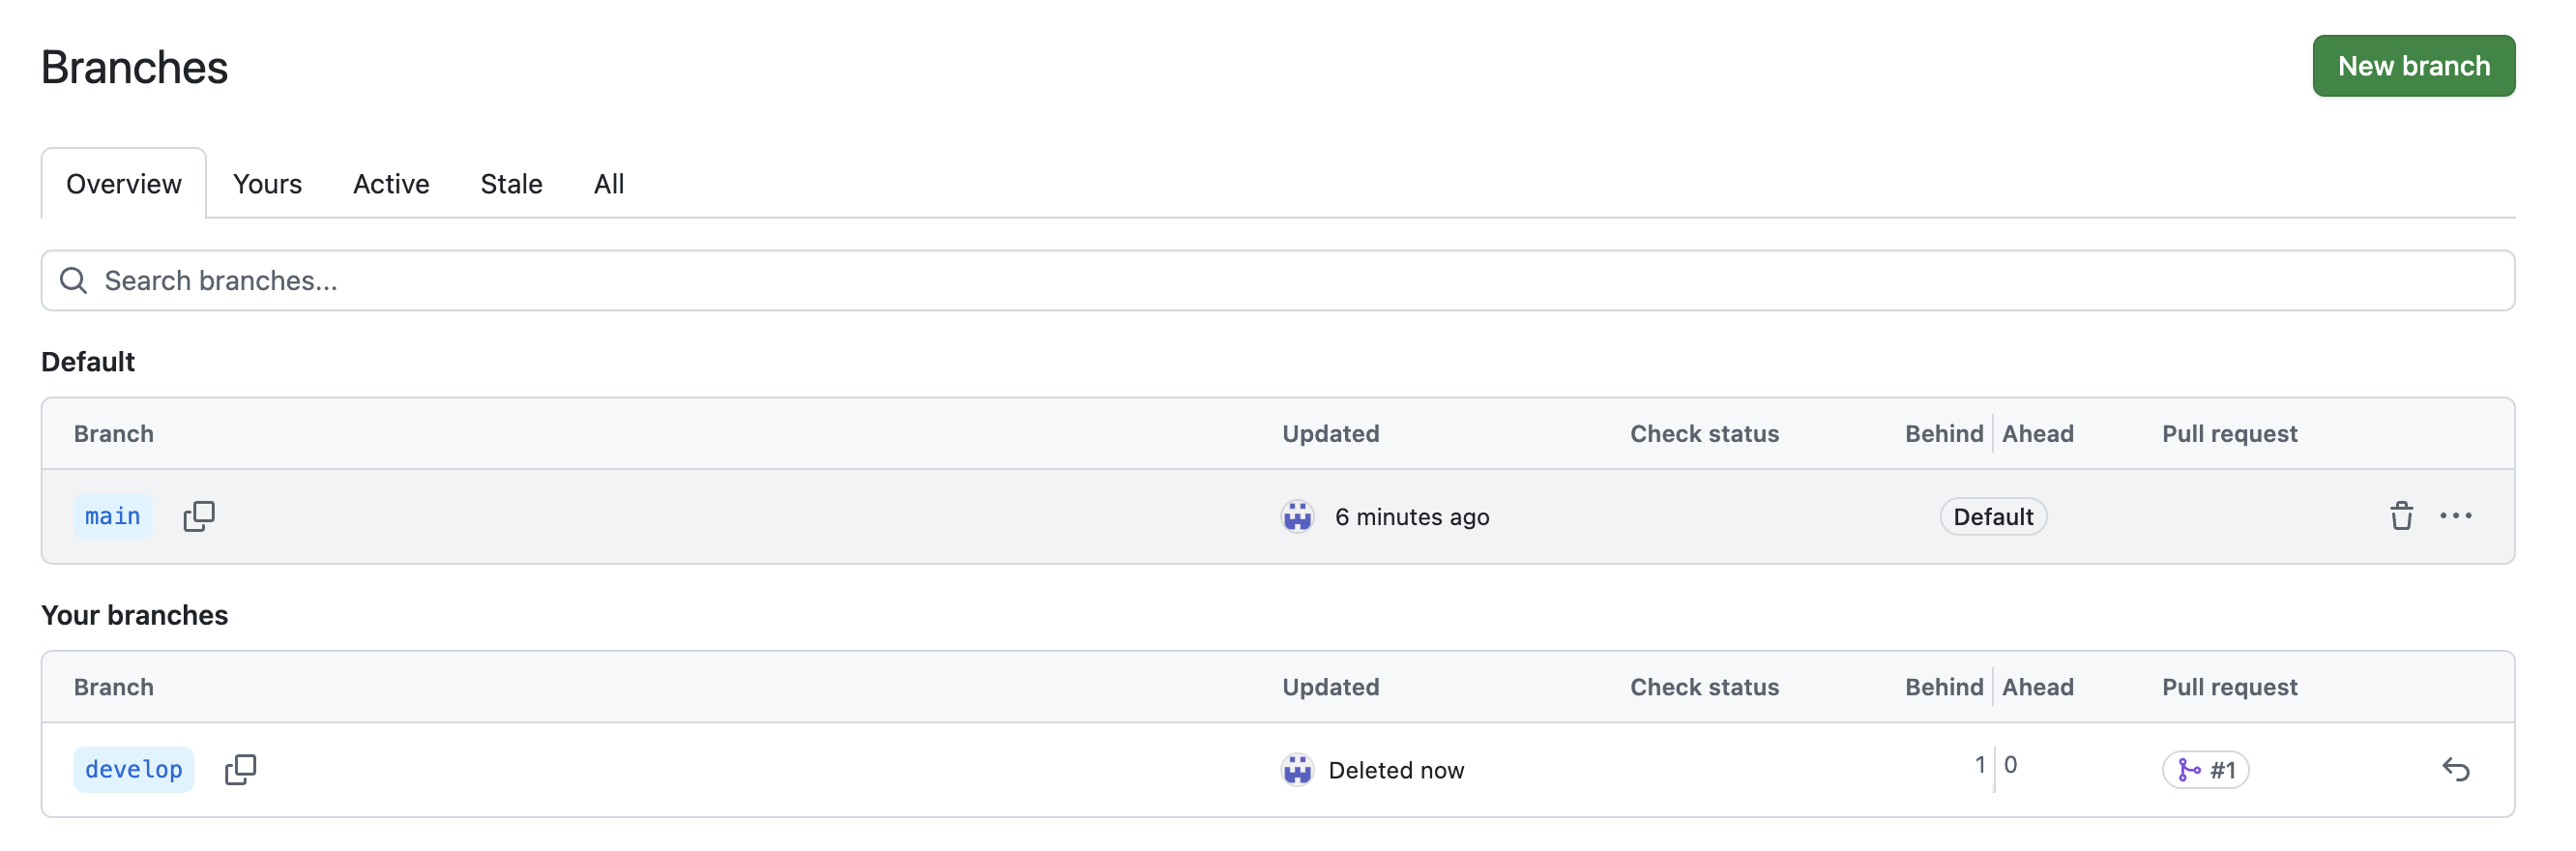 Branches
New branch
Overview Yours Active Stale All
Search branches...
Default
Branch Updated Check status Behind Ahead Pull request
main 6 minutes ago Default
Your branches
Branch Updated Check status Behind Ahead Pull request
develop Deleted now 1 0 #1